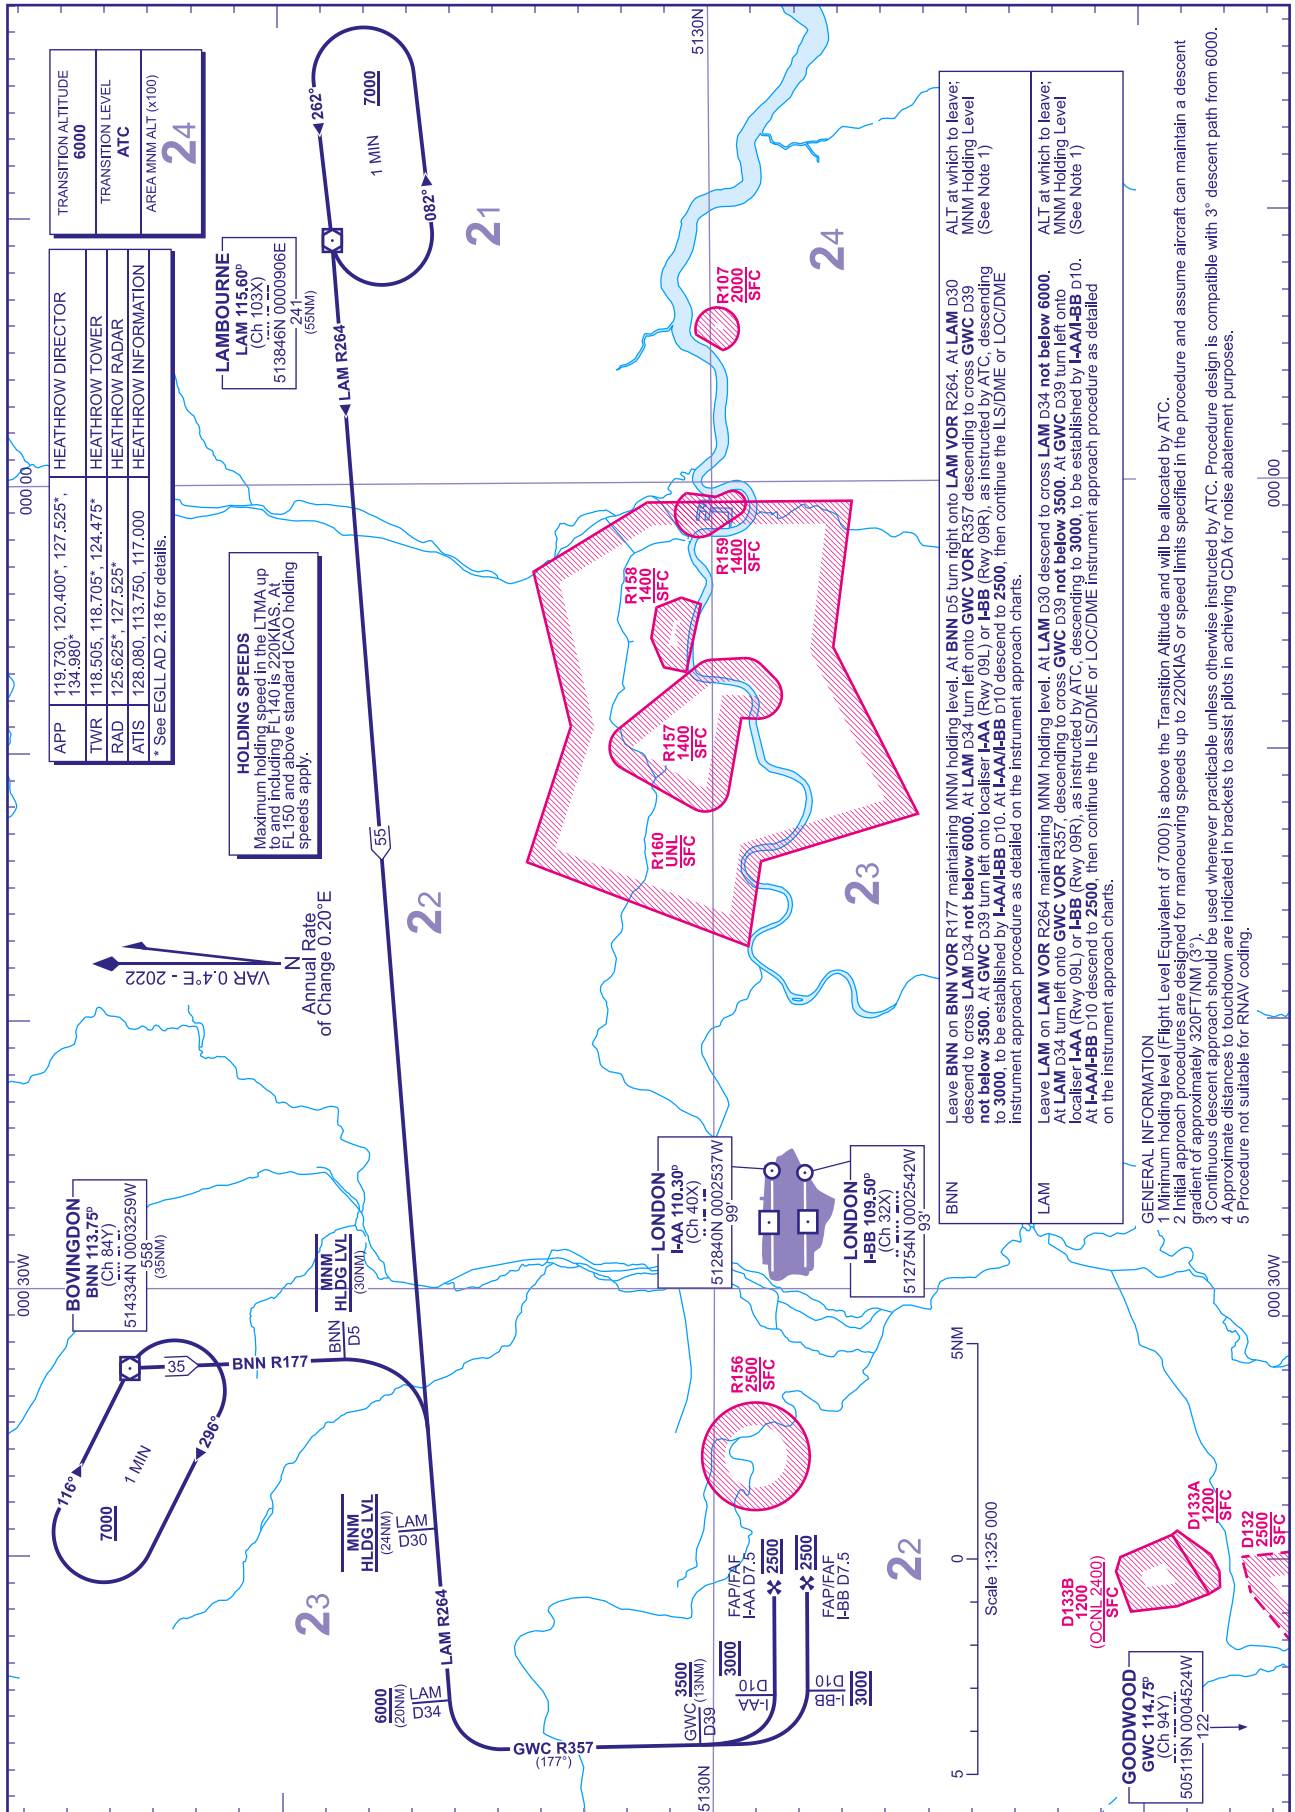 APP
119.730, 120.400*, 127.525*,
134.980*
HEATHROW DIRECTOR
TWR
118.505, 118.705*, 124.475*
HEATHROW TOWER
RAD
125.625*, 127.525*
HEATHROW RADAR
ATIS
128.080, 113.750, 117.000
HEATHROW INFORMATION
* See EGLL AD 2.18 for details.
TRANSITION ALTITUDE
6000
TRANSITION LEVEL
ATC
AREA MNM ALT (x100)
24
000 30W
000 00
BOVINGDON
BNN 113.75ᴰ
(Ch 84Y)
514334N 0003259W
558
(35NM)
116°
1 MIN
296°
7000
35
BNN R177
BNN
D5
MNM
HLDG LVL
(30NM)
VAR 0.4°E - 2022
N
Annual Rate
of Change 0.20°E
HOLDING SPEEDS
Maximum holding speed in the LTMA up
to and including FL140 is 220KIAS. At
FL150 and above standard ICAO holding
speeds apply.
LAMBOURNE
LAM 115.60ᴰ
(Ch 103X)
513846N 0000906E
241
(55NM)
262°
1 MIN
7000
082°
LAM R264
55
23
22
21
MNM
HLDG LVL
(24NM)
LAM
D30
LAM R264
6000
(20NM)
LAM
D34
GWC R357
(177°)
5130N
5130N
GWC
D39
3500
(13NM)
3000
I-AA
D10
I-BB
D10
3000
FAP/FAF
I-AA D7.5
2500
2500
FAP/FAF
I-BB D7.5
R156
2500
SFC
LONDON
I-AA 110.30ᴰ
(Ch 40X)
512840N 0002537W
99'
LONDON
I-BB 109.50ᴰ
(Ch 32X)
512754N 0002542W
93'
R160
UNL
SFC
R157
1400
SFC
R158
1400
SFC
R159
1400
SFC
R107
2000
SFC
22
23
24
5
0
5NM
Scale 1:325 000
D133B
1200
(OCNL 2400)
SFC
D133A
1200
SFC
D132
2500
SFC
GOODWOOD
GWC 114.75ᴰ
(Ch 94Y)
505119N 0004524W
122
BNN
Leave BNN on BNN VOR R177 maintaining MNM holding level. At BNN D5 turn right onto LAM VOR R264. At LAM D30
descend to cross LAM D34 not below 6000. At LAM D34 turn left onto GWC VOR R357 descending to cross GWC D39
not below 3500. At GWC D39 turn left onto localiser I-AA (Rwy 09L) or I-BB (Rwy 09R), as instructed by ATC, descending
to 3000, to be established by I-AA/I-BB D10. At I-AA/I-BB D10 descend to 2500, then continue the ILS/DME or LOC/DME
instrument approach procedure as detailed on the instrument approach charts.
ALT at which to leave;
MNM Holding Level
(See Note 1)
LAM
Leave LAM on LAM VOR R264 maintaining MNM holding level. At LAM D30 descend to cross LAM D34 not below 6000.
At LAM D34 turn left onto GWC VOR R357, descending to cross GWC D39 not below 3500. At GWC D39 turn left onto
localiser I-AA (Rwy 09L) or I-BB (Rwy 09R), as instructed by ATC, descending to 3000, to be established by I-AA/I-BB D10.
At I-AA/I-BB D10 descend to 2500, then continue the ILS/DME or LOC/DME instrument approach procedure as detailed
on the instrument approach charts.
ALT at which to leave;
MNM Holding Level
(See Note 1)
GENERAL INFORMATION
1 Minimum holding level (Flight Level Equivalent of 7000) is above the Transition Altitude and will be allocated by ATC.
2 Initial approach procedures are designed for manoeuvring speeds up to 220KIAS or speed limits specified in the procedure and assume aircraft can maintain a descent
gradient of approximately 320FT/NM (3°).
3 Continuous descent approach should be used whenever practicable unless otherwise instructed by ATC. Procedure design is compatible with 3° descent path from 6000.
4 Approximate distances to touchdown are indicated in brackets to assist pilots in achieving CDA for noise abatement purposes.
5 Procedure not suitable for RNAV coding.
000 30W
000 00